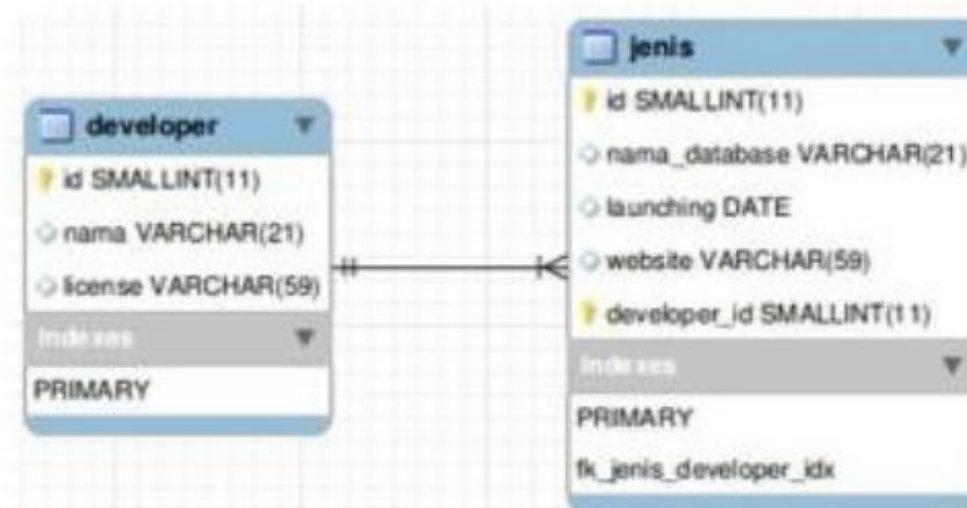 developer
id SMALLINT(11)
nama VARCHAR(21)
license VARCHAR(59)
Indexes
PRIMARY
jenis
id SMALLINT(11)
nama_database VARCHAR(21)
launching DATE
website VARCHAR(59)
developer_id SMALLINT(11)
Indexes
PRIMARY
fk_jenis_developer_idx